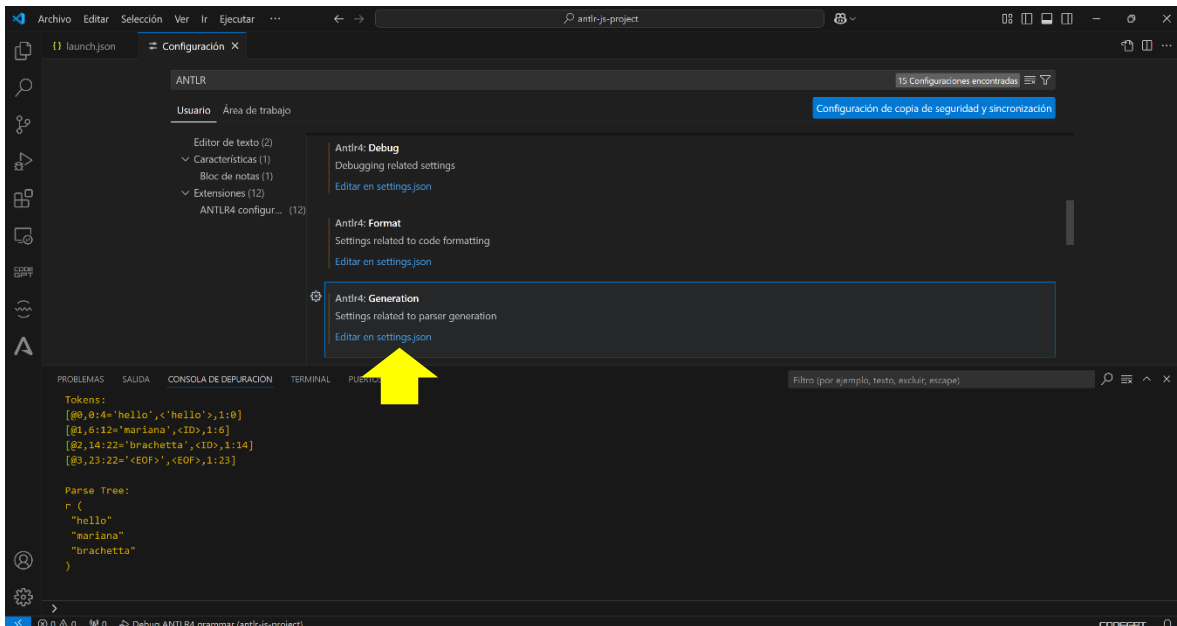 Archivo Editar Selección Ver Ir Ejecutar ···
antlr-js-project
launch.json
Configuración
ANTLR
15 Configuraciones encontradas
Usuario Área de trabajo
Configuración de copia de seguridad y sincronización
Editor de texto (2)
Características (1)
Bloc de notas (1)
Extensiones (12)
ANTLR4 configur... (12)
Antlr4: Debug
Debugging related settings
Editar en settings.json
Antlr4: Format
Settings related to code formatting
Editar en settings.json
Antlr4: Generation
Settings related to parser generation
Editar en settings.json
PROBLEMAS SALIDA CONSOLA DE DEPURACIÓN TERMINAL
Filtro (por ejemplo, texto, excluir, escape)
Tokens:
[@0,0:4='hello',<'hello'>,1:0]
[@1,6:12='mariana',<ID>,1:6]
[@2,14:22='brachetta',<ID>,1:14]
[@3,23:22='<EOF>',<EOF>,1:23]
Parse Tree:
r (
"hello"
"mariana"
"brachetta"
)
>
0 0 0 Debug ANTLR4 grammar (antlr-js-project)
CODEGPT